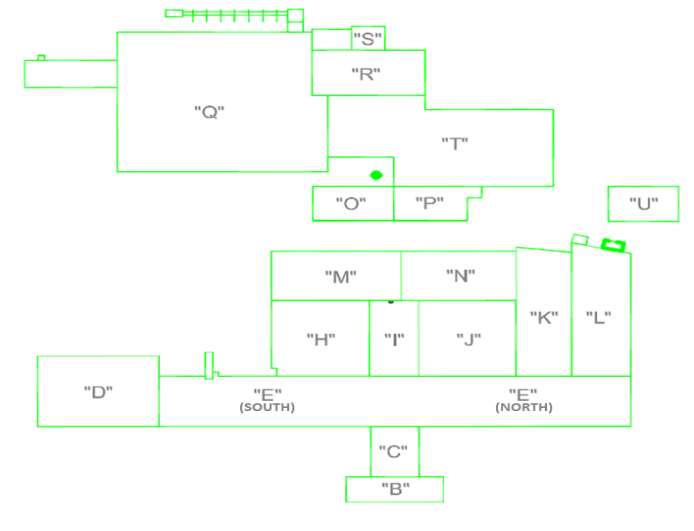 "S"
"R"
"Q"
"T"
"O"
"P"
"U"
"M"
"N"
"K"
"L"
"H"
"I"
"J"
"D"
"E"
(SOUTH)
"E"
(NORTH)
"C"
"B"